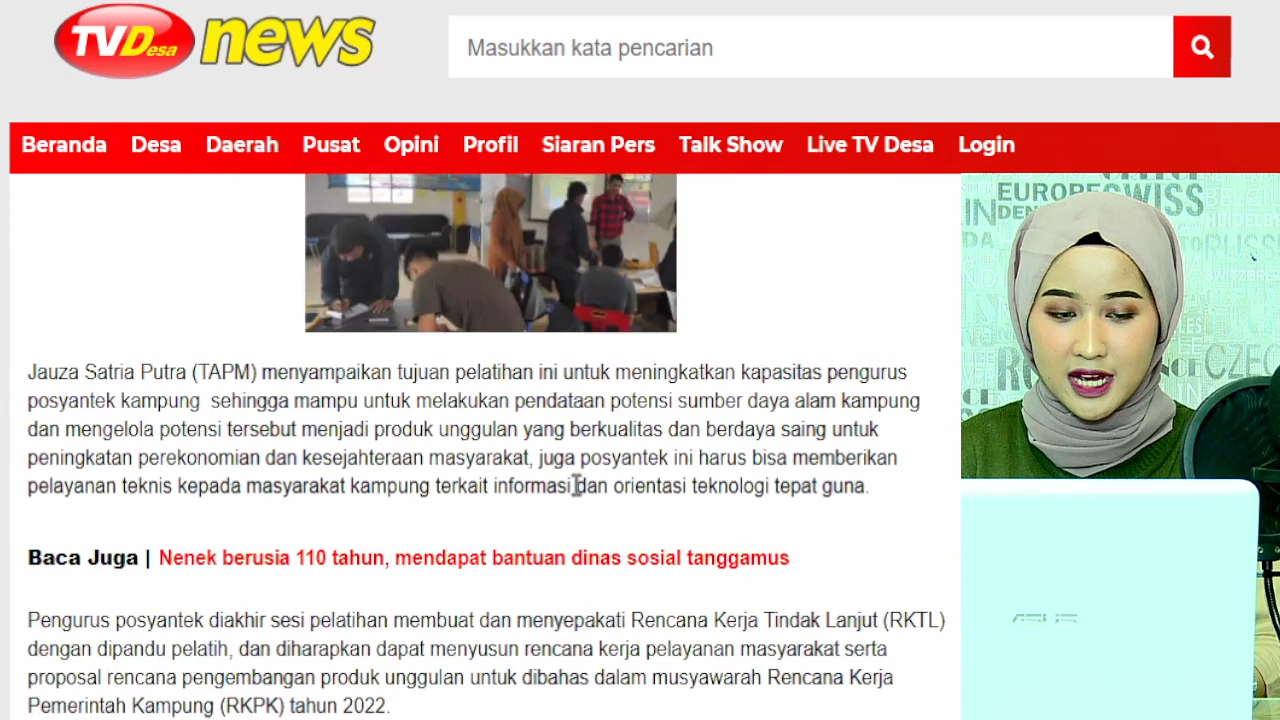 TVDesa news
Masukkan kata pencarian
Beranda Desa Daerah Pusat Opini Profil Siaran Pers Talk Show Live TV Desa Login
EUROPE SWISS
Jauza Satria Putra (TAPM) menyampaikan tujuan pelatihan ini untuk meningkatkan kapasitas pengurus
posyantek kampung sehingga mampu untuk melakukan pendataan potensi sumber daya alam kampung
dan mengelola potensi tersebut menjadi produk unggulan yang berkualitas dan berdaya saing untuk
peningkatan perekonomian dan kesejahteraan masyarakat, juga posyantek ini harus bisa memberikan
pelayanan teknis kepada masyarakat kampung terkait informasi dan orientasi teknologi tepat guna.
Baca Juga | Nenek berusia 110 tahun, mendapat bantuan dinas sosial tanggamus
Pengurus posyantek diakhir sesi palatihan membuat dan menyepakati Rencana Kerja Tindak Lanjut (RKTL)
dengan dipandu pelatih, dan diharapkan dapat menyusun rencana kerja pelayanan masyarakat serta
proposal rencana pengembangan produk unggulan untuk dibahas dalam musyawarah Rencana Kerja
Pemerintah Kampung (RKPK) tahun 2022.
ASUS